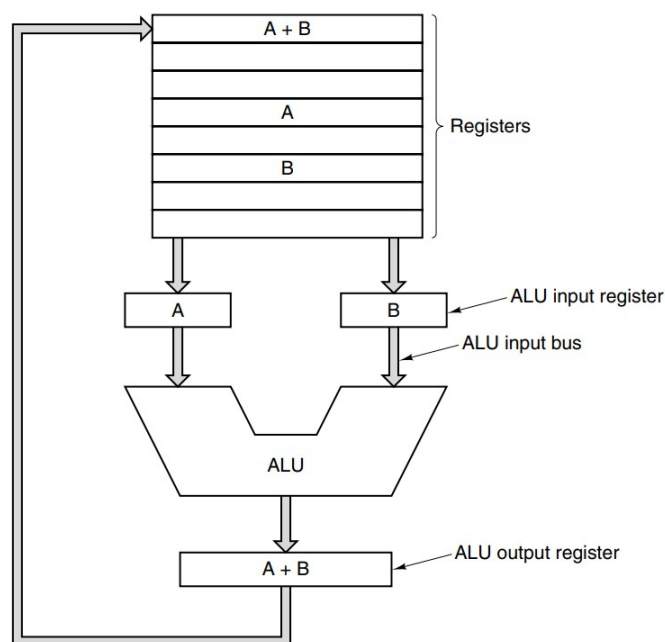 A + B
A
Registers
B
A
B
ALU input register
ALU input bus
ALU
A + B
ALU output register